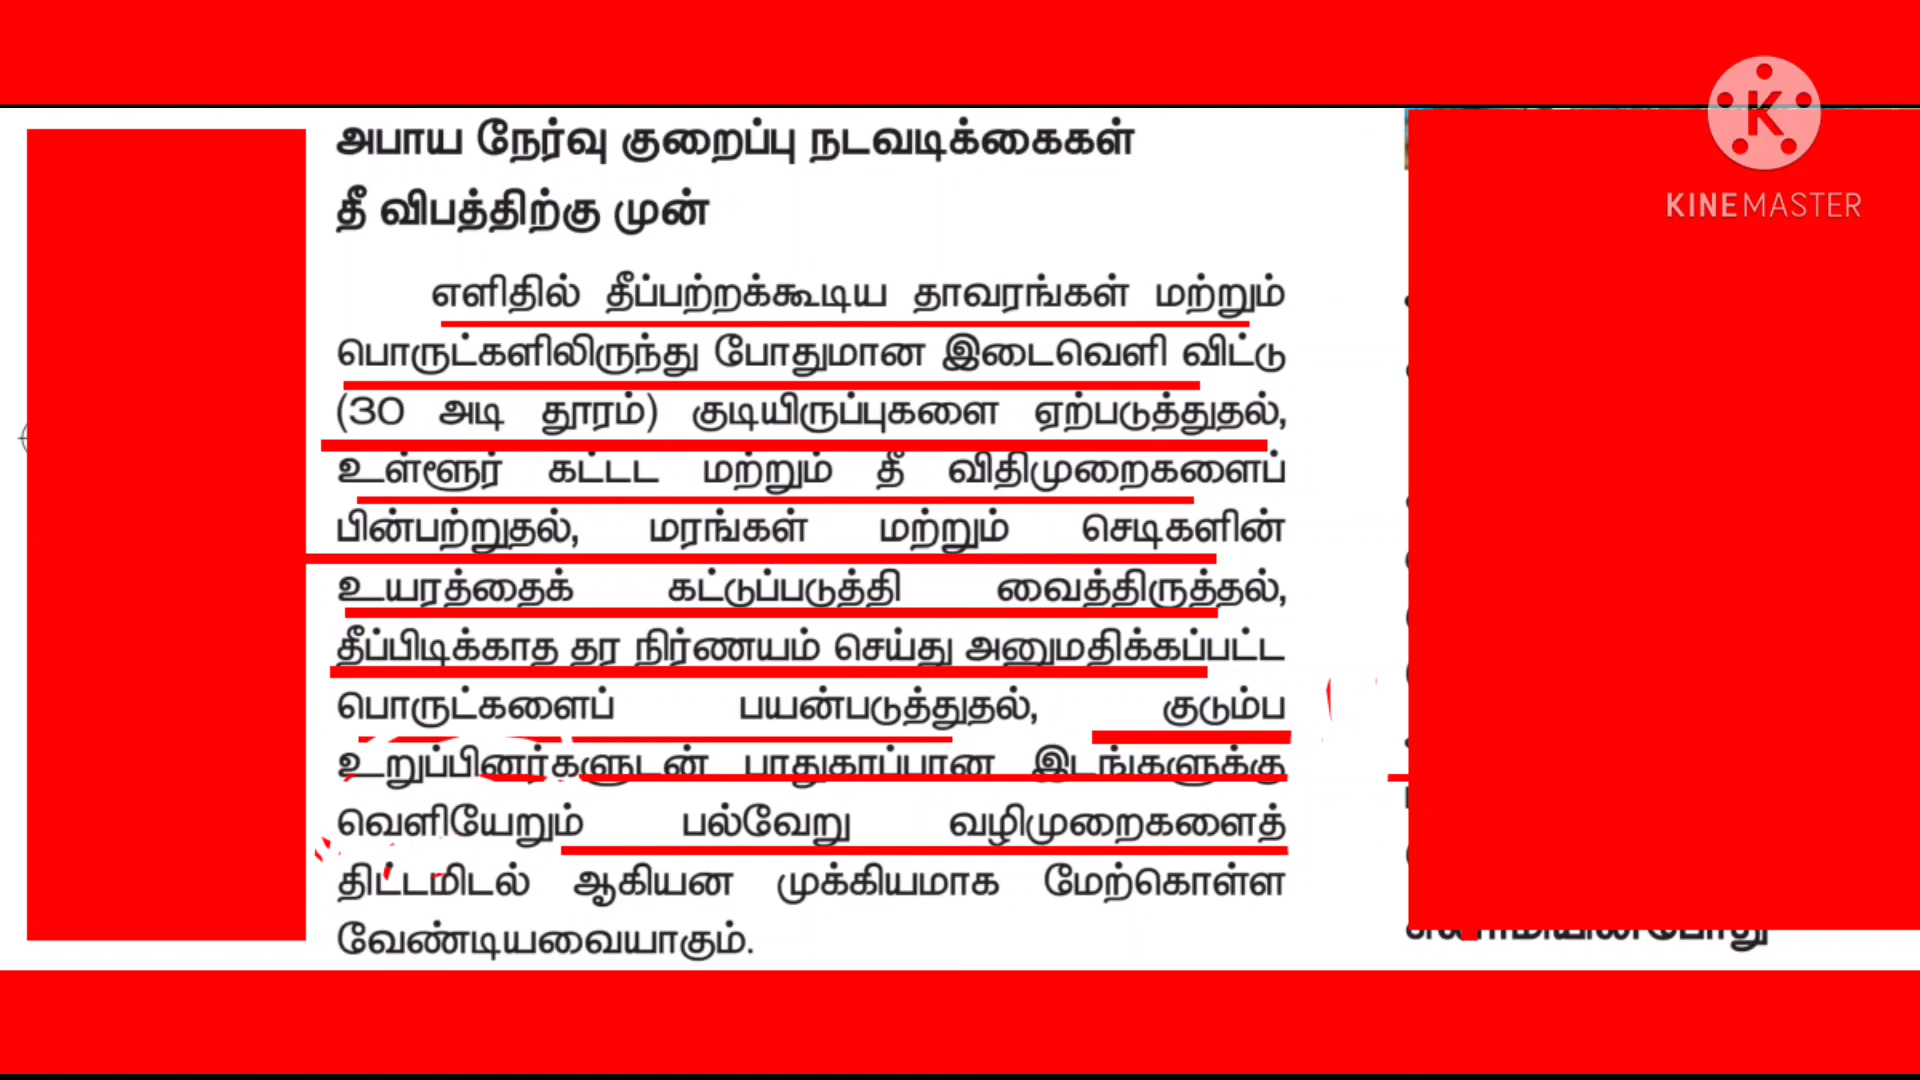 அபாய நேர்வு குறைப்பு நடவடிக்கைகள்
தீ விபத்திற்கு முன்
எளிதில் தீப்பற்றக்கூடிய தாவரங்கள் மற்றும்
பொருட்களிலிருந்து போதுமான இடைவெளி விட்டு
(30 அடி தூரம்) குடியிருப்புகளை ஏற்படுத்துதல்,
உள்ளூர் கட்டட மற்றும் தீ விதிமுறைகளைப்
பின்பற்றுதல், மரங்கள் மற்றும் செடிகளின்
உயரத்தைக் கட்டுப்படுத்தி வைத்திருத்தல்,
தீப்பிடிக்காத தர நிர்ணயம் செய்து அனுமதிக்கப்பட்ட
பொருட்களைப் பயன்படுத்துதல், குடும்ப
உறுப்பினர்களுடன் பாதுகாப்பான இடங்களுக்கு
வெளியேறும் பல்வேறு வழிமுறைகளைத்
திட்டமிடல் ஆகியன முக்கியமாக மேற்கொள்ள
வேண்டியவையாகும்.
K
KINEMASTER